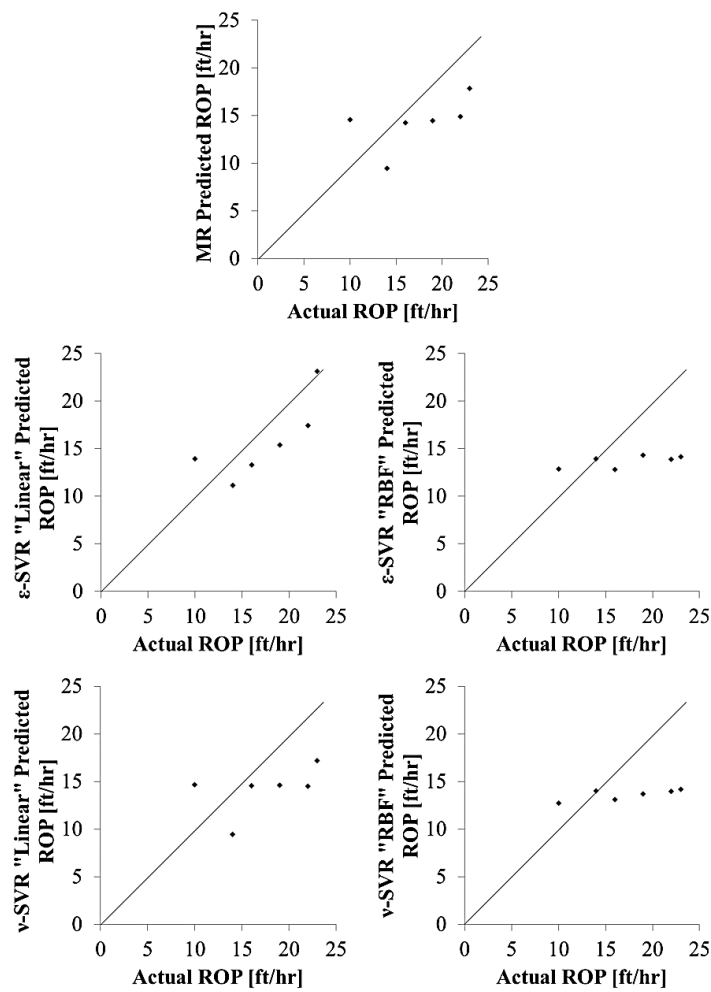 25
20
15
10
5
0
MR Predicted ROP [ft/hr]
0 5 10 15 20 25
Actual ROP [ft/hr]
25
20
15
10
5
0
ε-SVR "Linear" Predicted
ROP [ft/hr]
0 5 10 15 20 25
Actual ROP [ft/hr]
25
20
15
10
5
0
ε-SVR "RBF" Predicted
ROP [ft/hr]
0 5 10 15 20 25
Actual ROP [ft/hr]
25
20
15
10
5
0
ν-SVR "Linear" Predicted
ROP [ft/hr]
0 5 10 15 20 25
Actual ROP [ft/hr]
25
20
15
10
5
0
ν-SVR "RBF" Predicted
ROP [ft/hr]
0 5 10 15 20 25
Actual ROP [ft/hr]